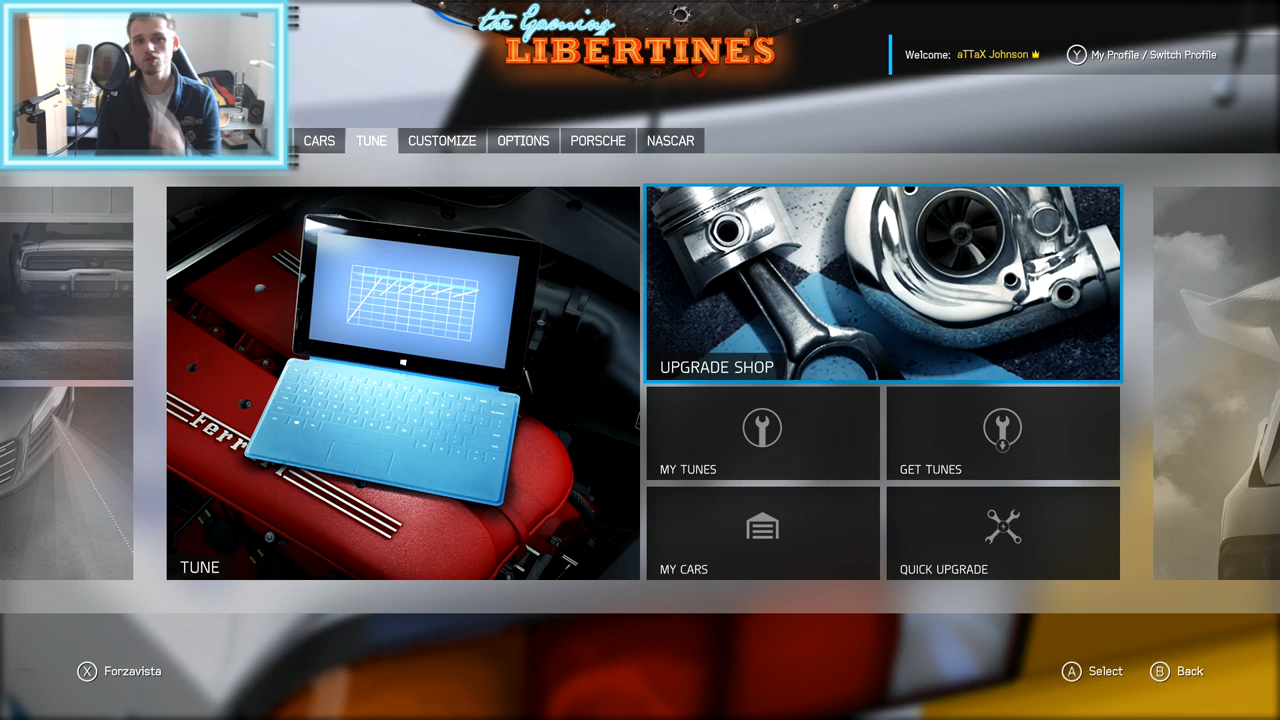 the Gaming
LIBERTINES
Welcome: aTTaX Johnson
Y My Profile / Switch Profile
CARS
TUNE
CUSTOMIZE
OPTIONS
PORSCHE
NASCAR
Ferr
TUNE
UPGRADE SHOP
MY TUNES
GET TUNES
MY CARS
QUICK UPGRADE
X Forzavista
A Select
B Back